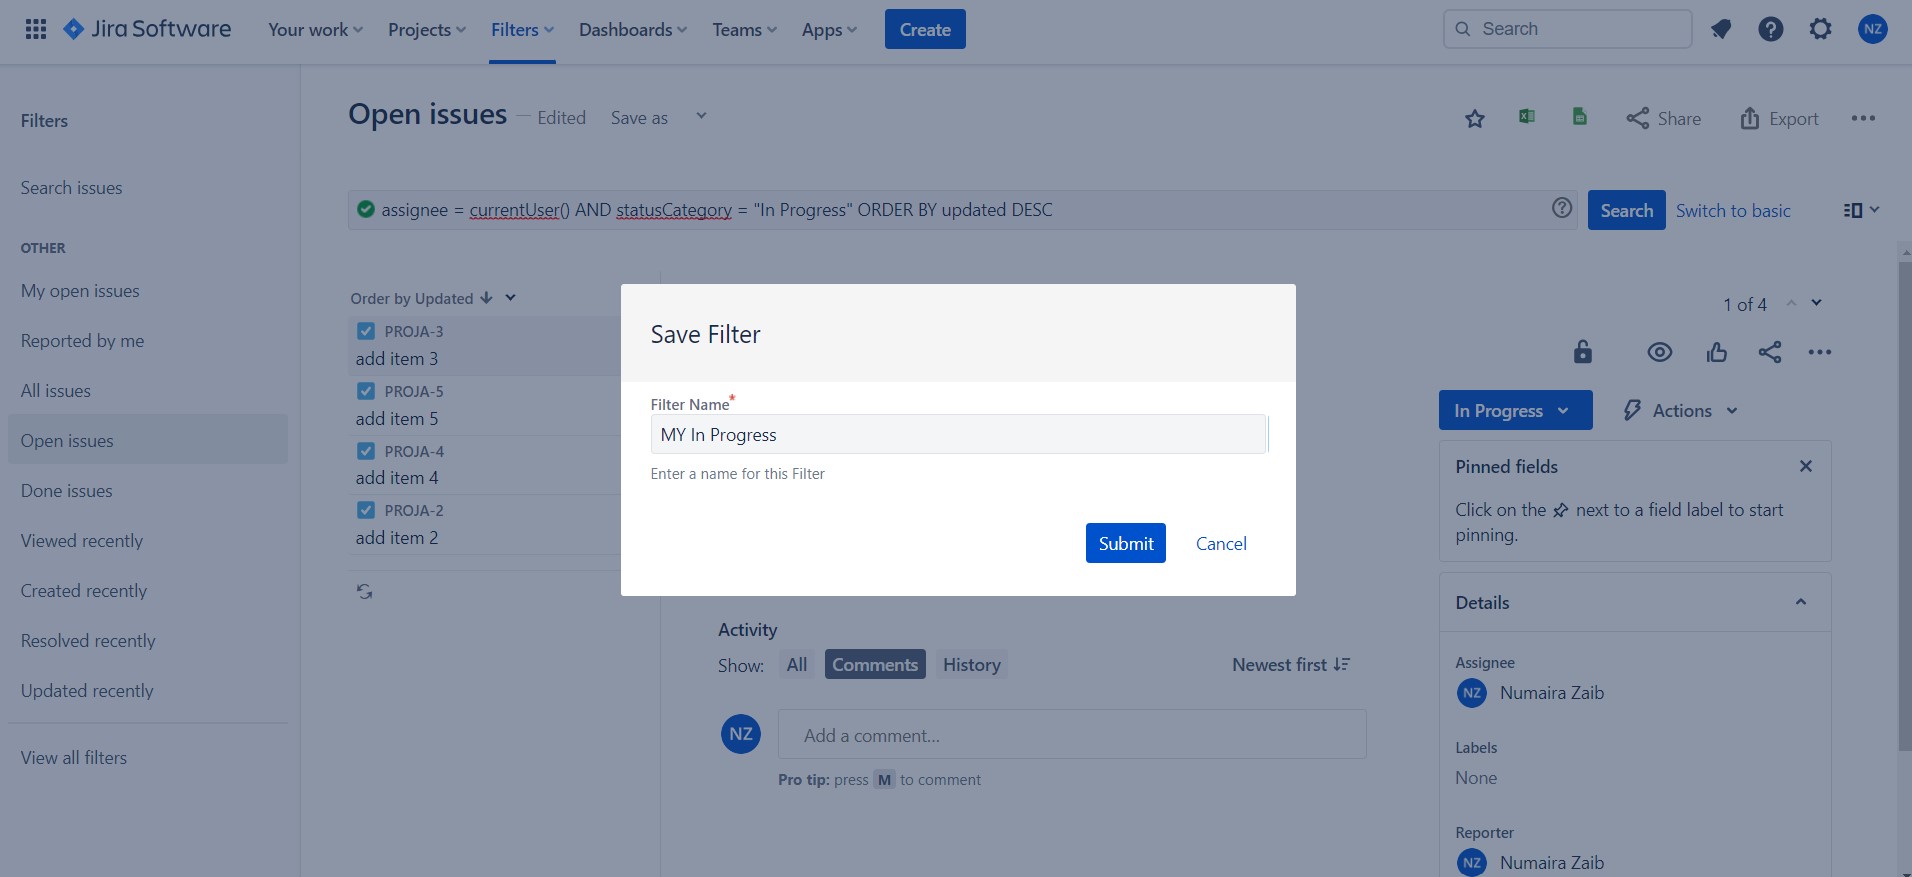 Jira Software Your work Projects Filters Dashboards Teams Apps Create Search NZ
Filters
Search issues
OTHER
My open issues
Reported by me
All issues
Open issues
Done issues
Viewed recently
Created recently
Resolved recently
Updated recently
View all filters
Open issues — Edited Save as
Share Export
assignee = currentUser() AND statusCategory = "In Progress" ORDER BY updated DESC
Search Switch to basic
Order by Updated
PROJA-3
add item 3
PROJA-5
add item 5
PROJA-4
add item 4
PROJA-2
add item 2
Save Filter
Filter Name*
MY In Progress
Enter a name for this Filter
Submit Cancel
Activity
Show: All Comments History Newest first
NZ Add a comment...
Pro tip: press M to comment
1 of 4
In Progress Actions
Pinned fields
Click on the next to a field label to start
pinning.
Details
Assignee
NZ Numaira Zaib
Labels
None
Reporter
NZ Numaira Zaib